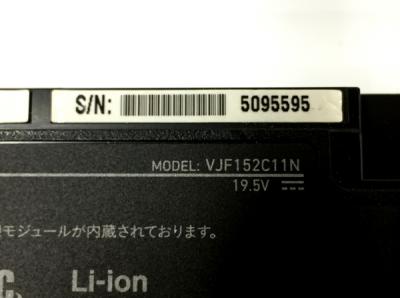 S/N: 5095595
MODEL: VJF152C11N
19.5V ⎓
モジュールが内蔵されております。
Li-ion